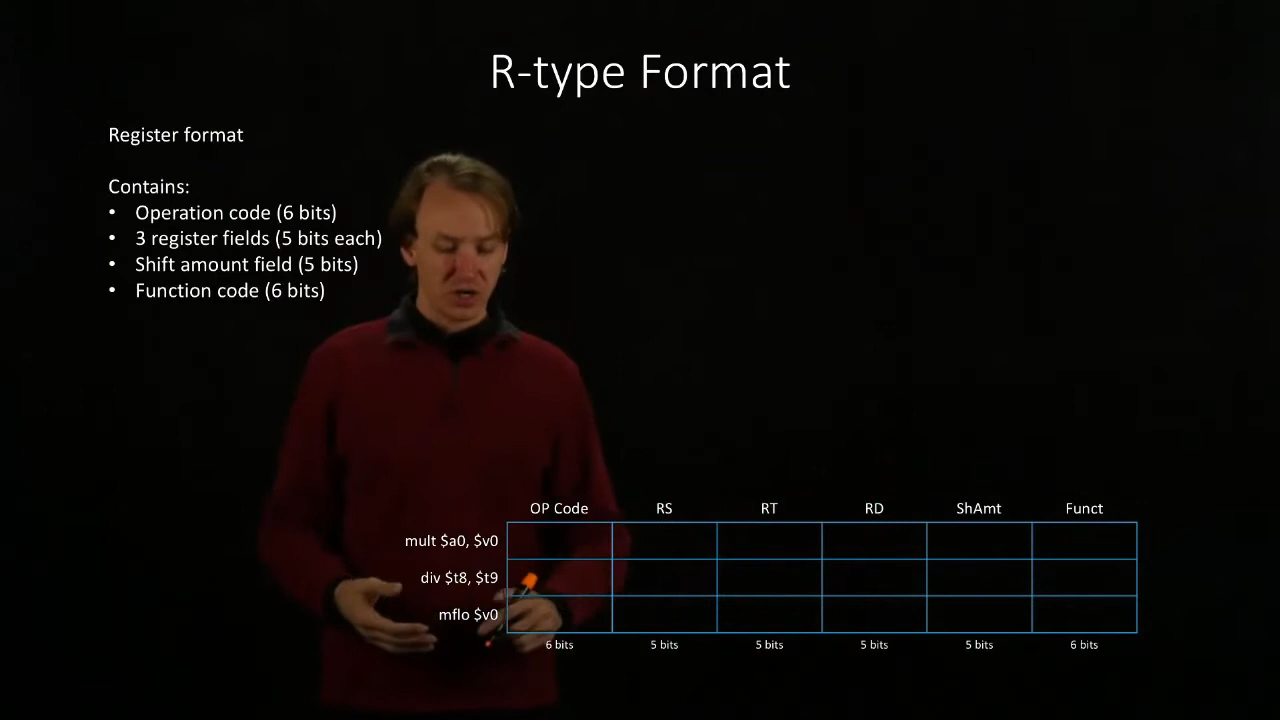 R-type Format
Register format
Contains:
• Operation code (6 bits)
• 3 register fields (5 bits each)
• Shift amount field (5 bits)
• Function code (6 bits)
OP Code RS RT RD ShAmt Funct
mult $a0, $v0
div $t8, $t9
mflo $v0
6 bits 5 bits 5 bits 5 bits 5 bits 6 bits